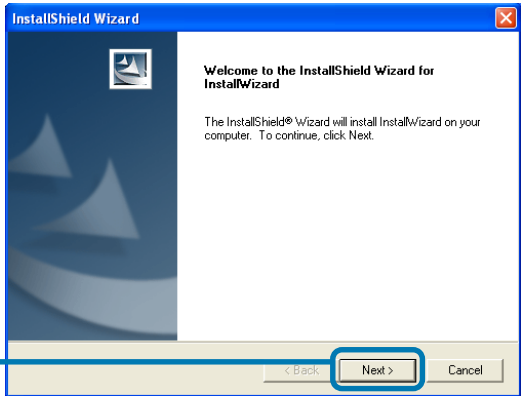 InstallShield Wizard
Welcome to the InstallShield Wizard for
InstallWizard
The InstallShield® Wizard will install InstallWizard on your
computer. To continue, click Next.
< Back
Next >
Cancel